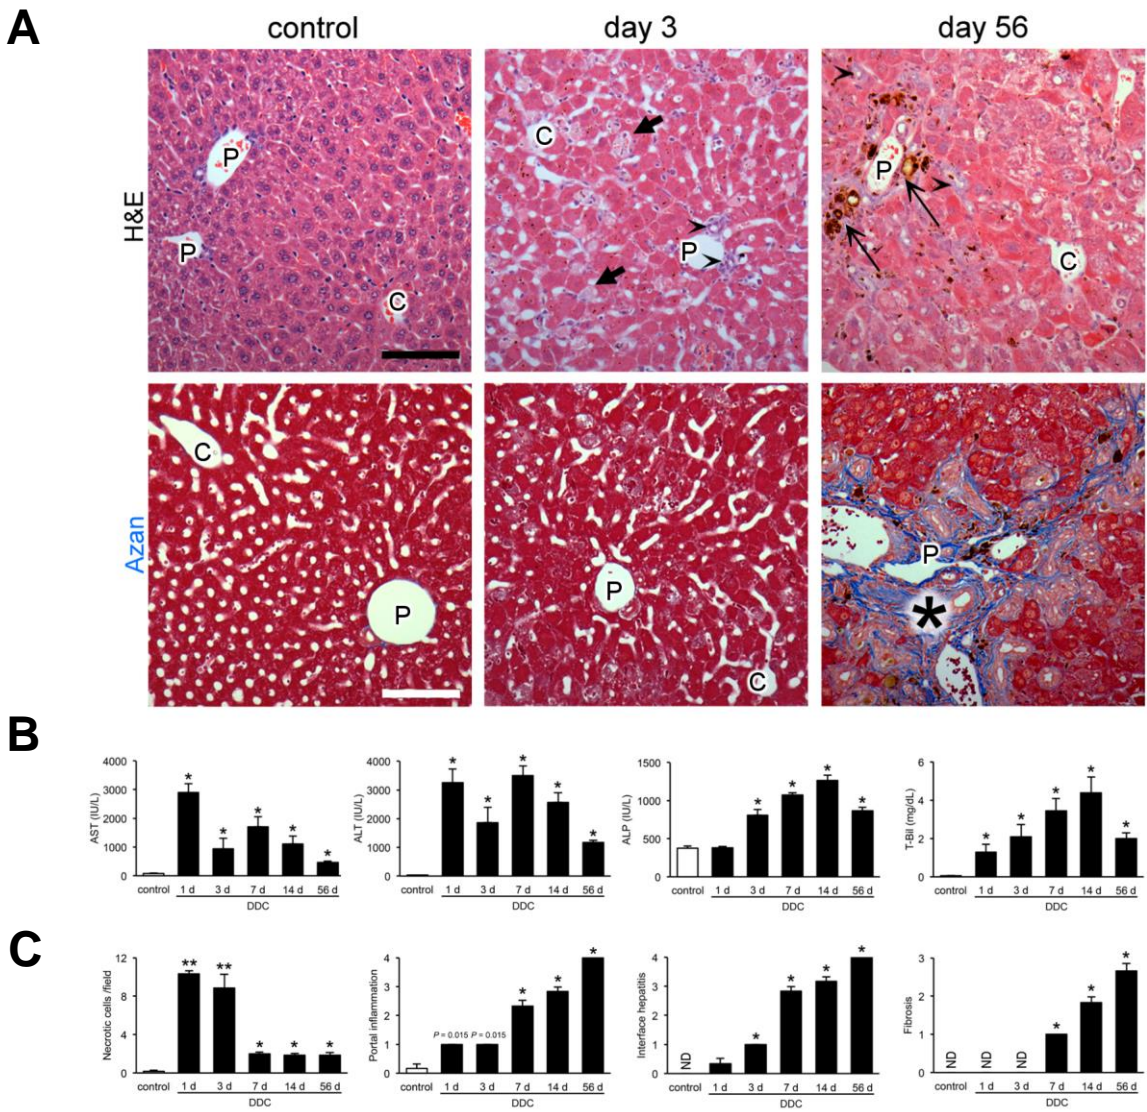 A
control
day 3
day 56
H&E
P
P
C
C
P
P
C
Azan
C
P
P
C
P
*
B
AST (IU/L)
4000
3000
2000
1000
0
* * * * *
control 1 d 3 d 7 d 14 d 56 d
DDC
ALT (IU/L)
4000
3000
2000
1000
0
* * * * *
control 1 d 3 d 7 d 14 d 56 d
DDC
ALP (IU/L)
1500
1000
500
0
* * * *
control 1 d 3 d 7 d 14 d 56 d
DDC
T-Bil (mg/dL)
6
4
2
0
* * * * *
control 1 d 3 d 7 d 14 d 56 d
DDC
C
Necrotic cells /field
12
8
4
0
** ** * * *
control 1 d 3 d 7 d 14 d 56 d
DDC
Portal inflammation
4
3
2
1
0
P = 0.015 P = 0.015 * * *
control 1 d 3 d 7 d 14 d 56 d
DDC
Interface hepatitis
4
3
2
1
0
ND * * * *
control 1 d 3 d 7 d 14 d 56 d
DDC
Fibrosis
3
2
1
0
ND ND ND * * *
control 1 d 3 d 7 d 14 d 56 d
DDC